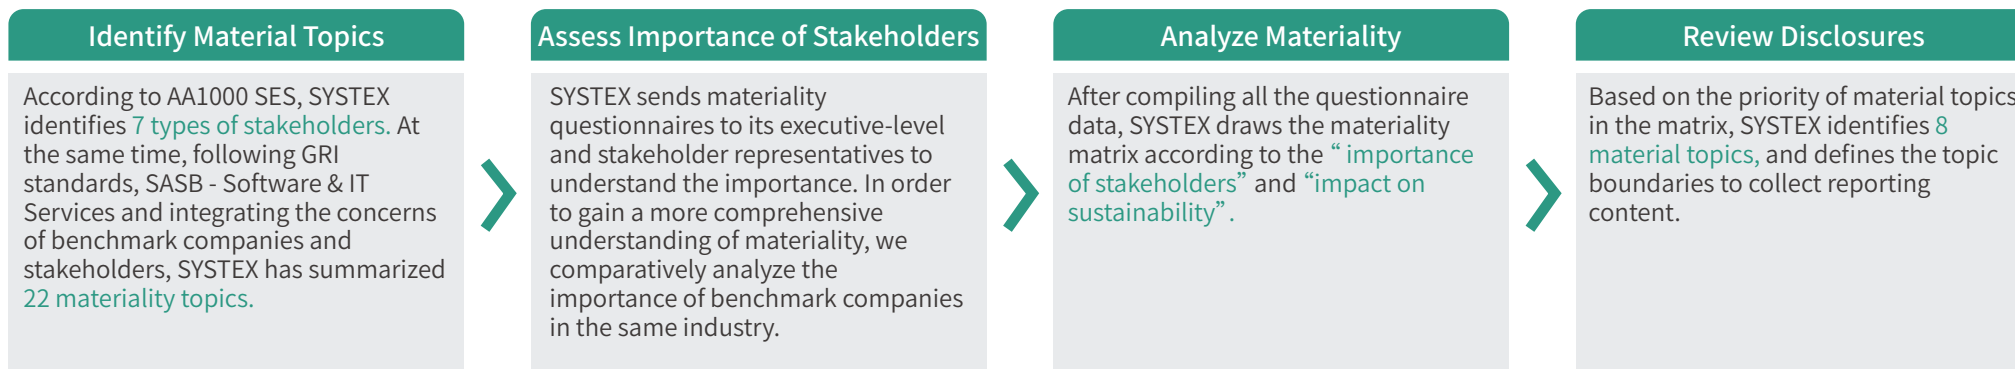 Identify Material Topics
According to AA1000 SES, SYSTEX
identifies 7 types of stakeholders. At
the same time, following GRI
standards, SASB - Software & IT
Services and integrating the concerns
of benchmark companies and
stakeholders, SYSTEX has summarized
22 materiality topics.
Assess Importance of Stakeholders
SYSTEX sends materiality
questionnaires to its executive-level
and stakeholder representatives to
understand the importance. In order
to gain a more comprehensive
understanding of materiality, we
comparatively analyze the
importance of benchmark companies
in the same industry.
Analyze Materiality
After compiling all the questionnaire
data, SYSTEX draws the materiality
matrix according to the “ importance
of stakeholders” and “impact on
sustainability” .
Review Disclosures
Based on the priority of material topics
in the matrix, SYSTEX identifies 8
material topics, and defines the topic
boundaries to collect reporting
content.